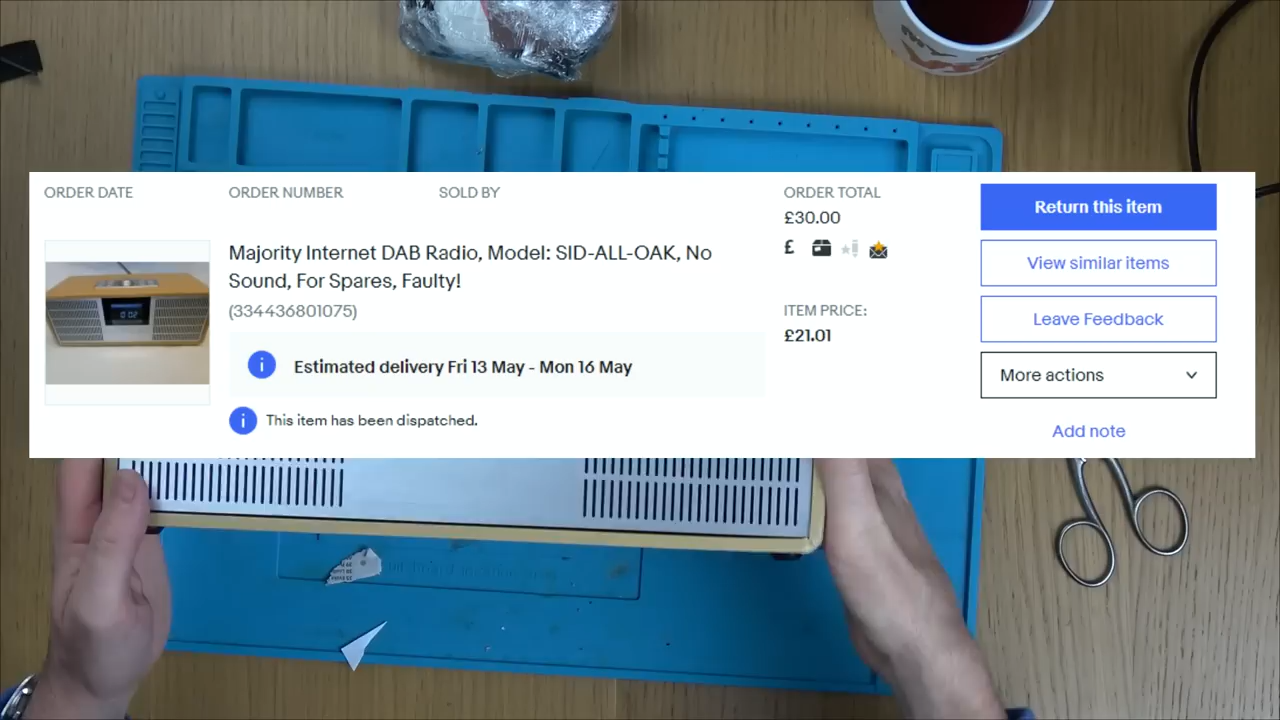 ORDER DATE
ORDER NUMBER
SOLD BY
ORDER TOTAL
£30.00
Return this item
Majority Internet DAB Radio, Model: SID-ALL-OAK, No
Sound, For Spares, Faulty!
(334436801075)
View similar items
ITEM PRICE:
£21.01
Leave Feedback
Estimated delivery Fri 13 May - Mon 16 May
More actions
This item has been dispatched.
Add note